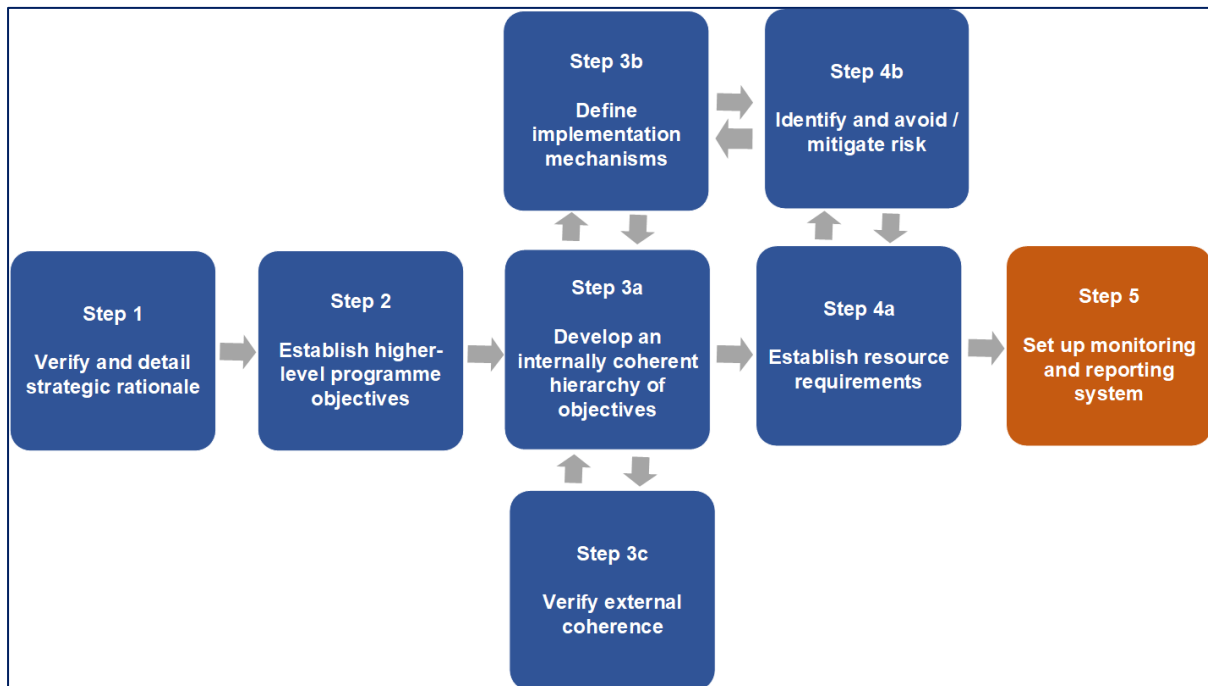 Step 3b
Define
implementation
mechanisms
Step 4b
Identify and avoid /
mitigate risk
Step 1
Verify and detail
strategic rationale
Step 2
Establish higher-
level programme
objectives
Step 3a
Develop an
internally coherent
hierarchy of
objectives
Step 4a
Establish resource
requirements
Step 5
Set up monitoring
and reporting
system
Step 3c
Verify external
coherence